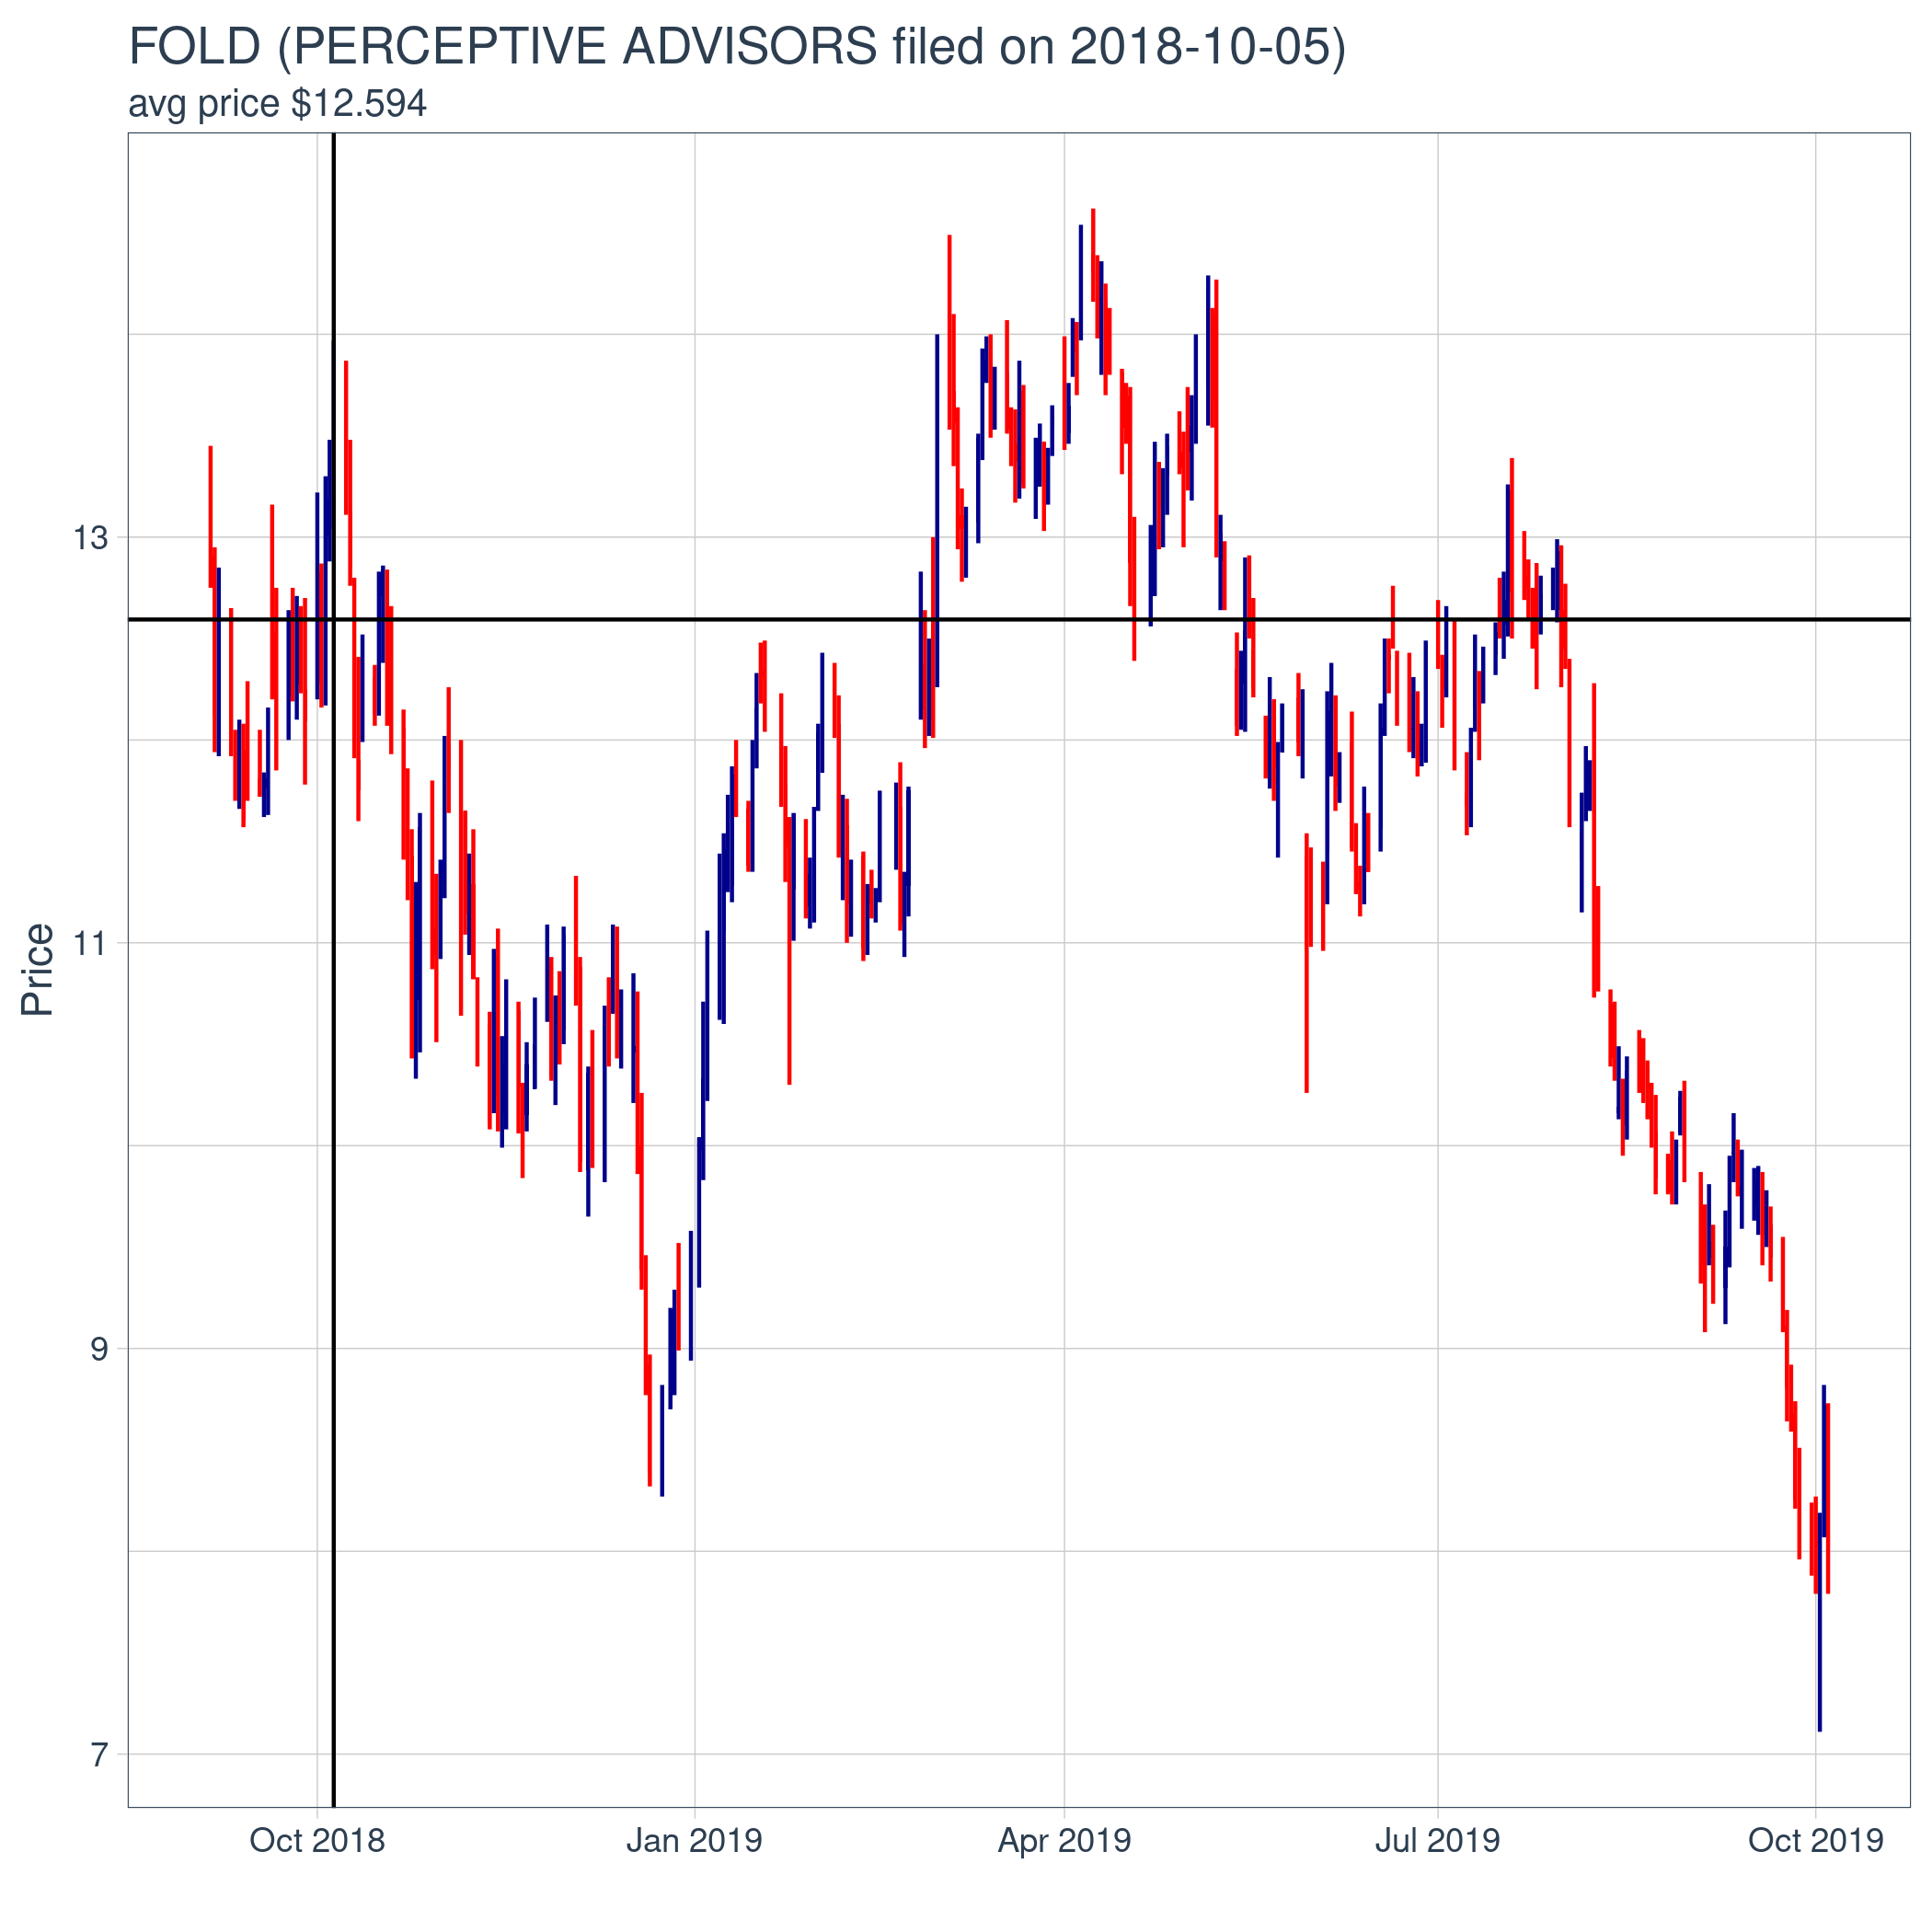 FOLD (PERCEPTIVE ADVISORS filed on 2018-10-05)
avg price $12.594
Price
13
11
9
7
Oct 2018
Jan 2019
Apr 2019
Jul 2019
Oct 2019